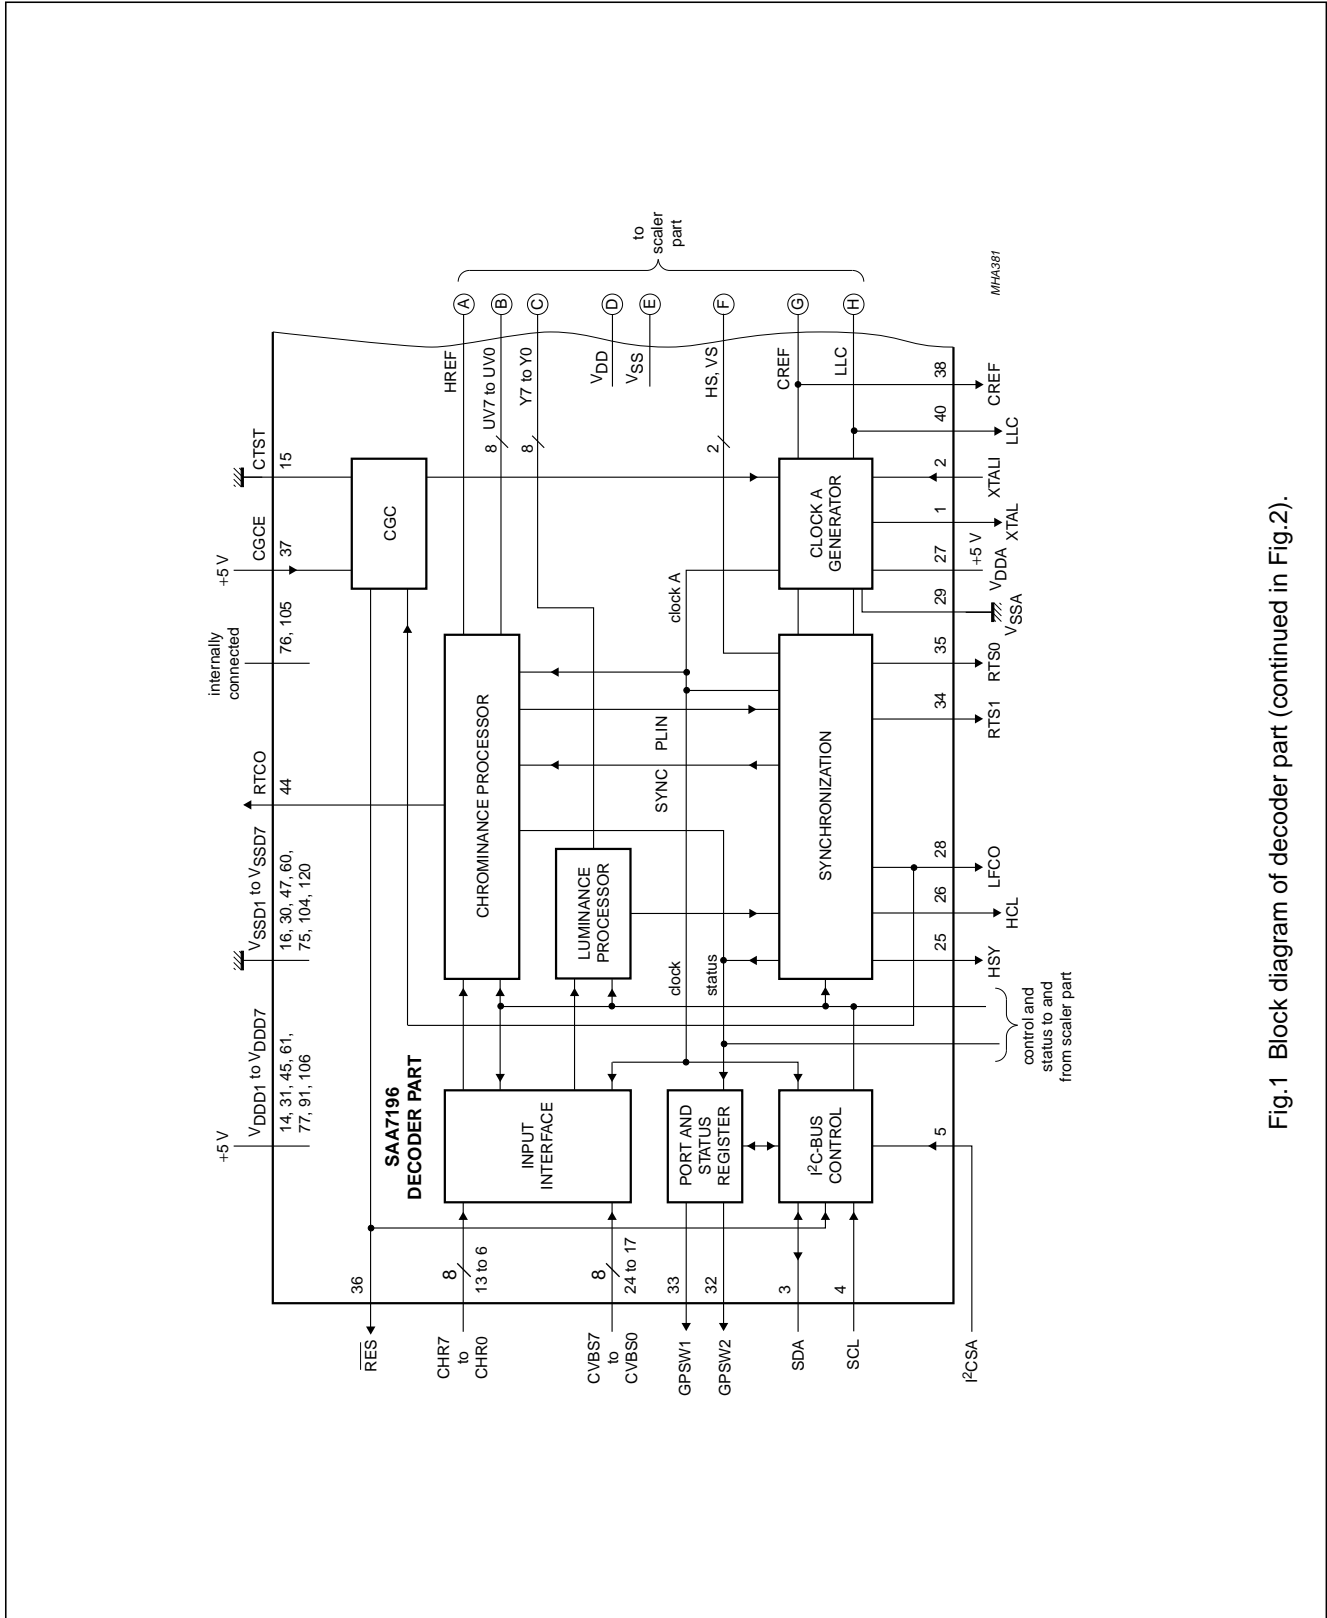 +5 V
VDDD1 to VDDD7
14, 31, 45, 61,
77, 91, 106
VSSD1 to VSSD7
16, 30, 47, 60,
75, 104, 120
RTCO
44
internally
connected
76, 105
+5 V
CGCE
37
CTST
15
SAA7196
DECODER PART
36
RES
CHR7
to
CHR0
8
13 to 6
CVBS7
to
CVBS0
8
24 to 17
GPSW1
33
GPSW2
32
SDA
3
SCL
4
I²CSA
5
INPUT
INTERFACE
PORT AND
STATUS
REGISTER
I²C-BUS
CONTROL
CHROMINANCE PROCESSOR
LUMINANCE
PROCESSOR
SYNCHRONIZATION
CGC
CLOCK A
GENERATOR
clock
status
SYNC
PLIN
clock A
HREF
A
8
UV7 to UV0
B
8
Y7 to Y0
C
VDD
D
VSS
E
2
HS, VS
F
CREF
G
LLC
H
to
scaler
part
control and
status to and
from scaler part
25
HSY
26
HCL
28
LFCO
34
RTS1
35
RTS0
29
VSSA
27
+5 V
VDDA
1
XTAL
2
XTALI
40
LLC
38
CREF
MHA381
Fig.1 Block diagram of decoder part (continued in Fig.2).